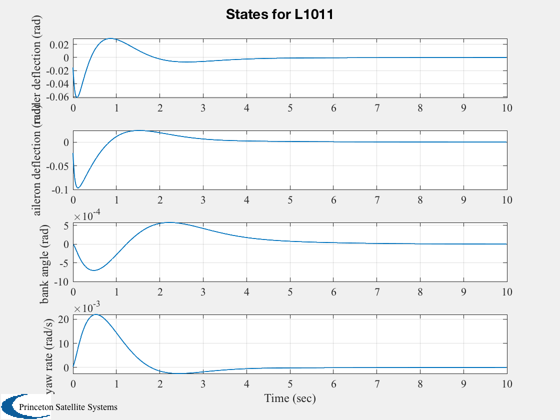 States for L1011
rudder deflection (rad)
0.02
0
-0.02
-0.04
-0.06
0 1 2 3 4 5 6 7 8 9 10
aileron deflection (rad)
0
-0.05
-0.1
0 1 2 3 4 5 6 7 8 9 10
×10-4
bank angle (rad)
5
0
-5
-10
0 1 2 3 4 5 6 7 8 9 10
×10-3
yaw rate (rad/s)
20
10
0
0 1 2 3 4 5 6 7 8 9 10
Time (sec)
Princeton Satellite Systems